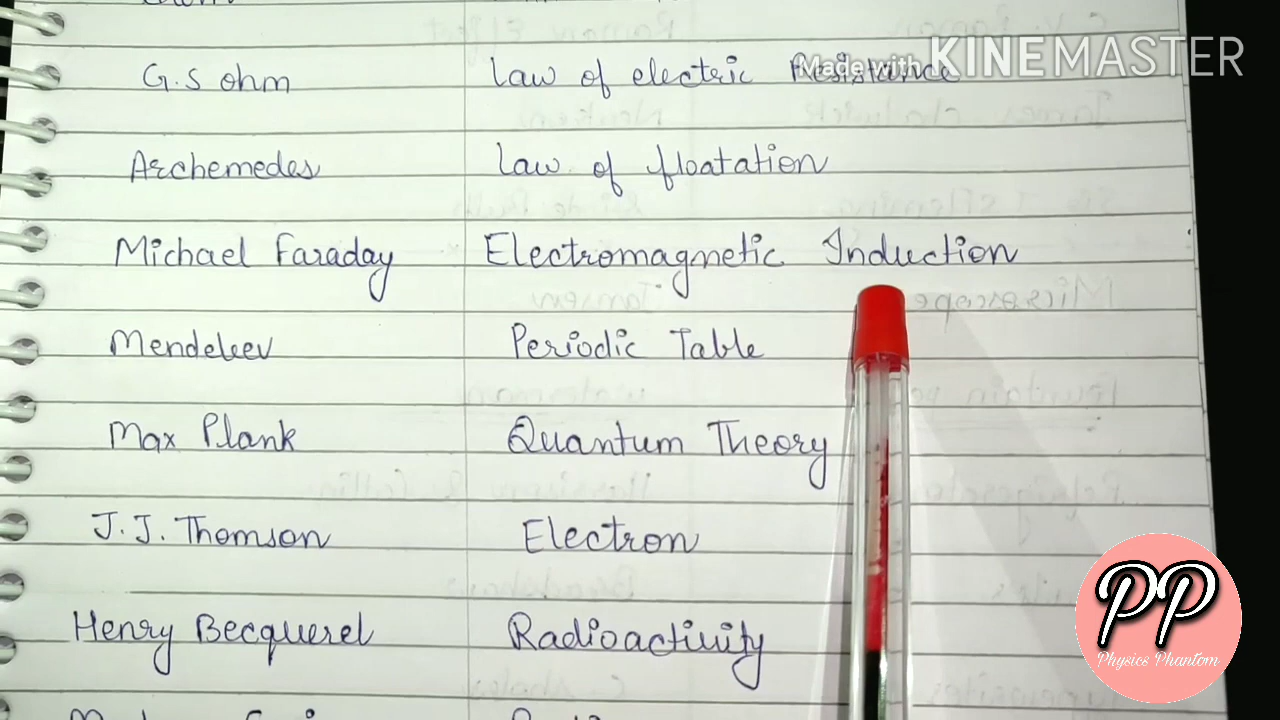 G.S ohm Law of electric Resistance
Made with KINEMASTER
Archemedes Law of floatation
Michael Faraday Electromagnetic Induction
Mendeleev Periodic Table
Max Plank Quantum Theory
J.J. Thomson Electron
Henry Becquerel Radioactivity
PP
Physics Phantom